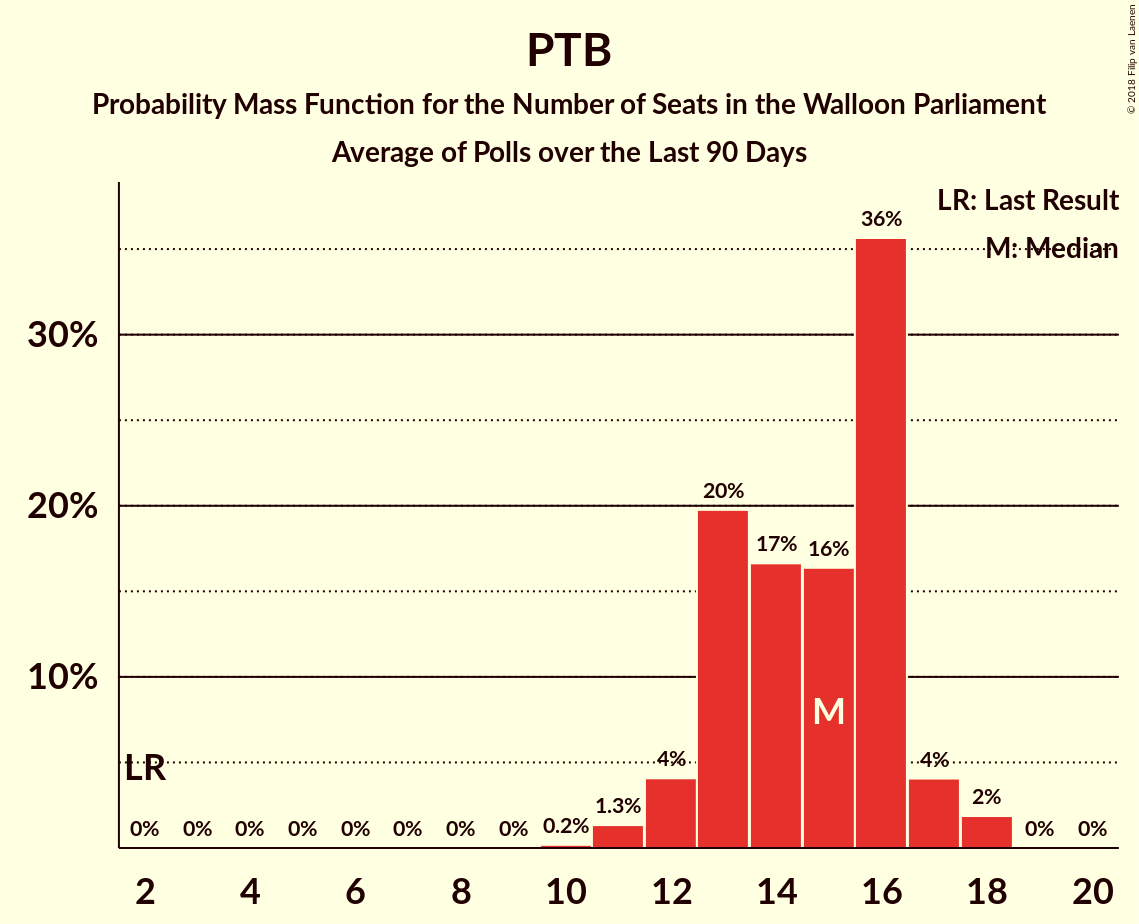 PTB
Probability Mass Function for the Number of Seats in the Walloon Parliament
Average of Polls over the Last 90 Days
© 2018 Filip van Laenen
LR: Last Result
M: Median
36%
30%
20%
20%
17%
16%
10%
M
LR
4%
4%
1.3%
2%
0% 0% 0% 0% 0% 0% 0% 0% 0.2% 0% 0%
2 4 6 8 10 12 14 16 18 20